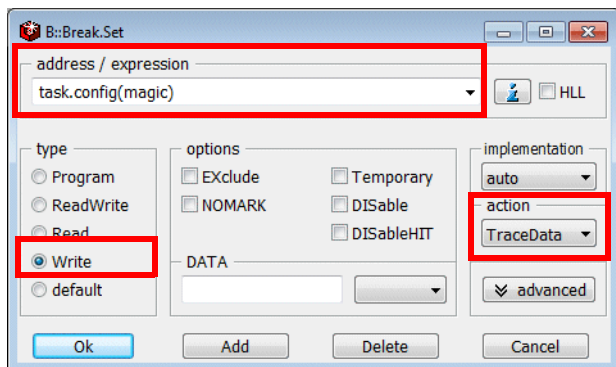 B::Break.Set
address / expression
task.config(magic)
i
HLL
type
options
implementation
Program
EXclude
Temporary
auto
ReadWrite
NOMARK
DISable
action
Read
DISableHIT
TraceData
Write
DATA
default
advanced
Ok
Add
Delete
Cancel